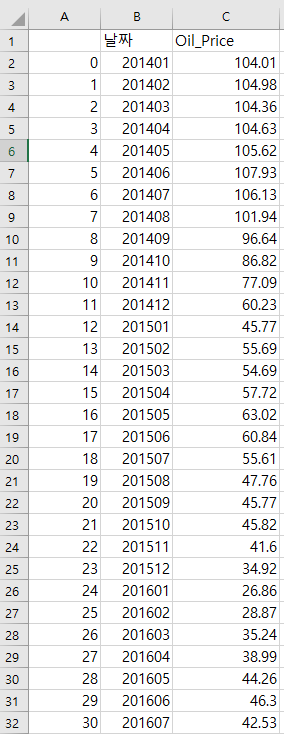 A B C
1 날짜 Oil_Price
2 0 201401 104.01
3 1 201402 104.98
4 2 201403 104.36
5 3 201404 104.63
6 4 201405 105.62
7 5 201406 107.93
8 6 201407 106.13
9 7 201408 101.94
10 8 201409 96.64
11 9 201410 86.82
12 10 201411 77.09
13 11 201412 60.23
14 12 201501 45.77
15 13 201502 55.69
16 14 201503 54.69
17 15 201504 57.72
18 16 201505 63.02
19 17 201506 60.84
20 18 201507 55.61
21 19 201508 47.76
22 20 201509 45.77
23 21 201510 45.82
24 22 201511 41.6
25 23 201512 34.92
26 24 201601 26.86
27 25 201602 28.87
28 26 201603 35.24
29 27 201604 38.99
30 28 201605 44.26
31 29 201606 46.3
32 30 201607 42.53